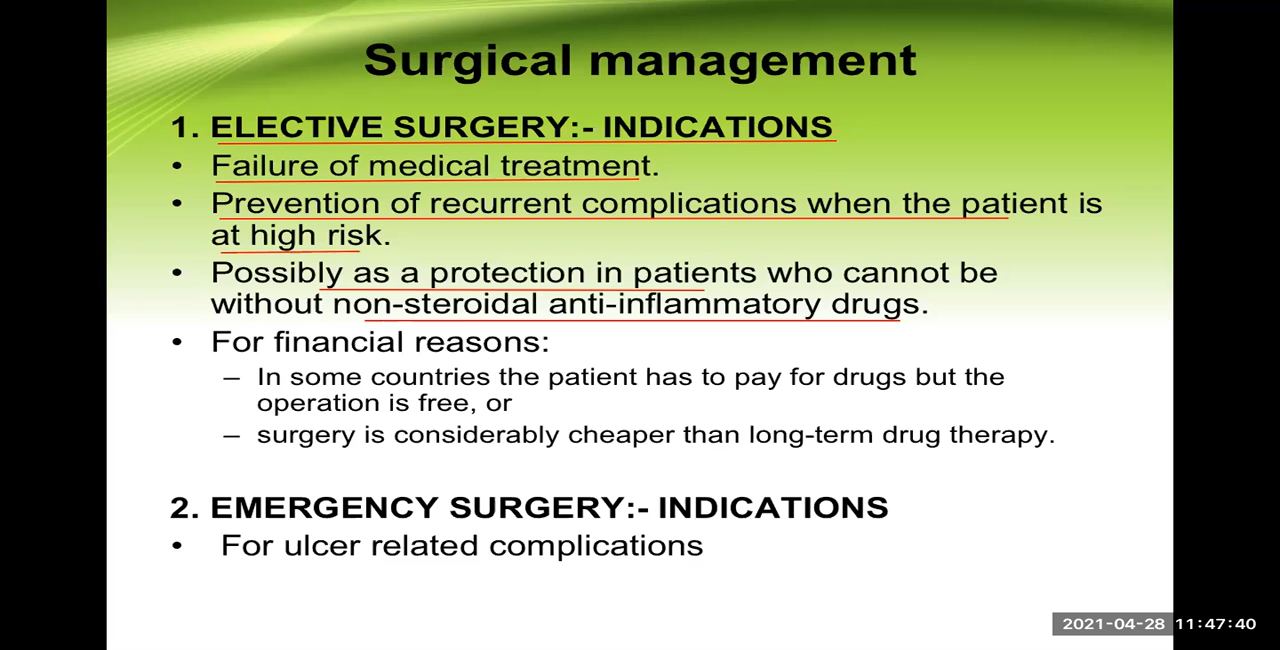 Surgical management
1. ELECTIVE SURGERY:- INDICATIONS
• Failure of medical treatment.
• Prevention of recurrent complications when the patient is
at high risk.
• Possibly as a protection in patients who cannot be
without non-steroidal anti-inflammatory drugs.
• For financial reasons:
– In some countries the patient has to pay for drugs but the
operation is free, or
– surgery is considerably cheaper than long-term drug therapy.
2. EMERGENCY SURGERY:- INDICATIONS
• For ulcer related complications
2021-04-28 11:47:40